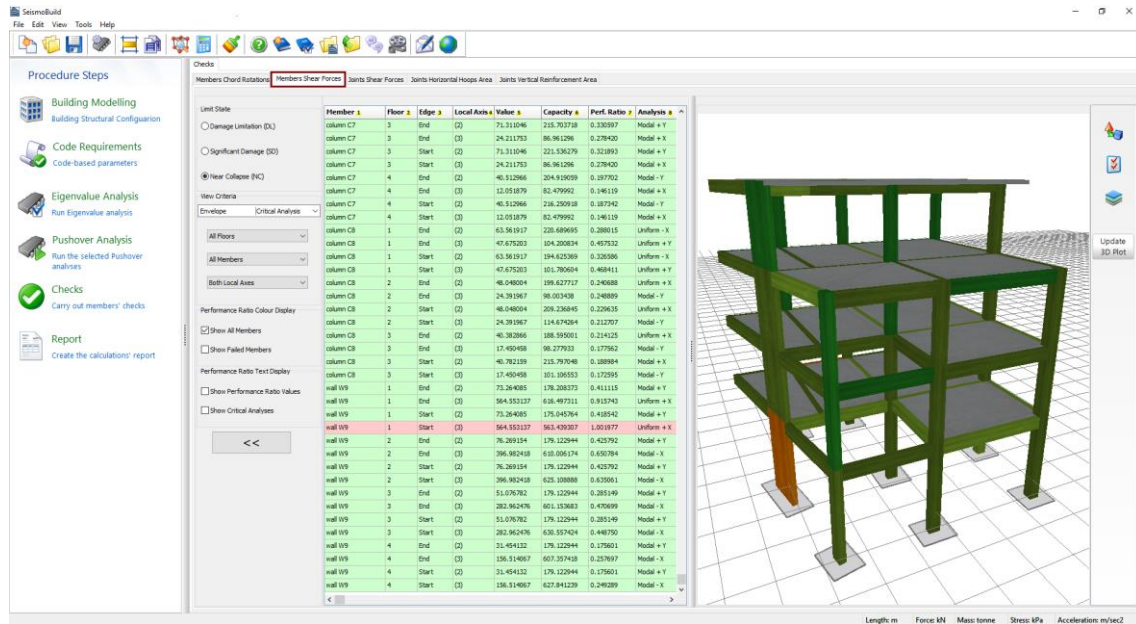 SeismoBuild
File Edit View Tools Help
Procedure Steps
Building Modelling
Building Structural Configuarion
Code Requirements
Code-based parameters
Eigenvalue Analysis
Run Eigenvalue analysis
Pushover Analysis
Run the selected Pushover
analyses
Checks
Carry out members' checks
Report
Create the calculations' report
Checks
Members Chord Rotations Members Shear Forces Joints Shear Forces Joints Horizontal Hoops Area Joints Vertical Reinforcement Area
Limit State
Damage Limitation (DL)
Significant Damage (SD)
Near Collapse (NC)
View Criteria
Envelope Critical Analysis
All Floors
All Members
Both Local Axes
Performance Ratio Colour Display
Show All Members
Show Failed Members
Performance Ratio Text Display
Show Performance Ratio Values
Show Critical Analyses
<<
Member 1 Floor 2 Edge 3 Local Axis 4 Value 5 Capacity 6 Perf. Ratio 7 Analysis 8
column C7 3 End (2) 71.311046 215.703718 0.330597 Modal + Y
column C7 3 End (3) 24.211753 86.961296 0.278420 Modal + X
column C7 3 Start (2) 71.311046 221.536279 0.321893 Modal + Y
column C7 3 Start (3) 24.211753 86.961296 0.278420 Modal + X
column C7 4 End (2) 40.512966 204.919059 0.197702 Modal - Y
column C7 4 End (3) 12.051879 82.479992 0.146119 Modal + X
column C7 4 Start (2) 40.512966 216.250918 0.187342 Modal - Y
column C7 4 Start (3) 12.051879 82.479992 0.146119 Modal + X
column C8 1 End (2) 63.561917 220.689695 0.288015 Uniform - X
column C8 1 End (3) 47.675203 104.200834 0.457532 Uniform + Y
column C8 1 Start (2) 63.561917 194.625369 0.326586 Uniform - X
column C8 1 Start (3) 47.675203 101.780604 0.468411 Uniform + Y
column C8 2 End (2) 48.048004 199.627717 0.240688 Uniform + X
column C8 2 End (3) 24.391967 98.003438 0.248889 Modal - Y
column C8 2 Start (2) 48.048004 209.236845 0.229635 Uniform + X
column C8 2 Start (3) 24.391967 114.674264 0.212707 Modal - Y
column C8 3 End (2) 40.382866 188.595001 0.214125 Uniform + X
column C8 3 End (3) 17.450458 98.277933 0.177562 Modal - Y
column C8 3 Start (2) 40.782159 215.797048 0.188984 Modal + X
column C8 3 Start (3) 17.450458 101.106553 0.172595 Modal - Y
wall W9 1 End (2) 73.264085 178.208373 0.411115 Modal + Y
wall W9 1 End (3) 564.553137 616.497311 0.915743 Uniform + X
wall W9 1 Start (2) 73.264085 175.045764 0.418542 Modal + Y
wall W9 1 Start (3) 564.553137 563.439307 1.001977 Uniform + X
wall W9 2 End (2) 76.269154 179.122944 0.425792 Modal + Y
wall W9 2 End (3) 396.982418 610.006174 0.650784 Modal - X
wall W9 2 Start (2) 76.269154 179.122944 0.425792 Modal + Y
wall W9 2 Start (3) 396.982418 625.108888 0.635061 Modal - X
wall W9 3 End (2) 51.076782 179.122944 0.285149 Modal + Y
wall W9 3 End (3) 282.962476 601.153683 0.470699 Modal - X
wall W9 3 Start (2) 51.076782 179.122944 0.285149 Modal + Y
wall W9 3 Start (3) 282.962476 630.557424 0.448750 Modal - X
wall W9 4 End (2) 31.454132 179.122944 0.175601 Modal + Y
wall W9 4 End (3) 156.514067 607.357418 0.257697 Modal - X
wall W9 4 Start (2) 31.454132 179.122944 0.175601 Modal + Y
wall W9 4 Start (3) 156.514067 627.841239 0.249289 Modal - X
Update
3D Plot
Length: m Force: kN Mass: tonne Stress: kPa Acceleration: m/sec2